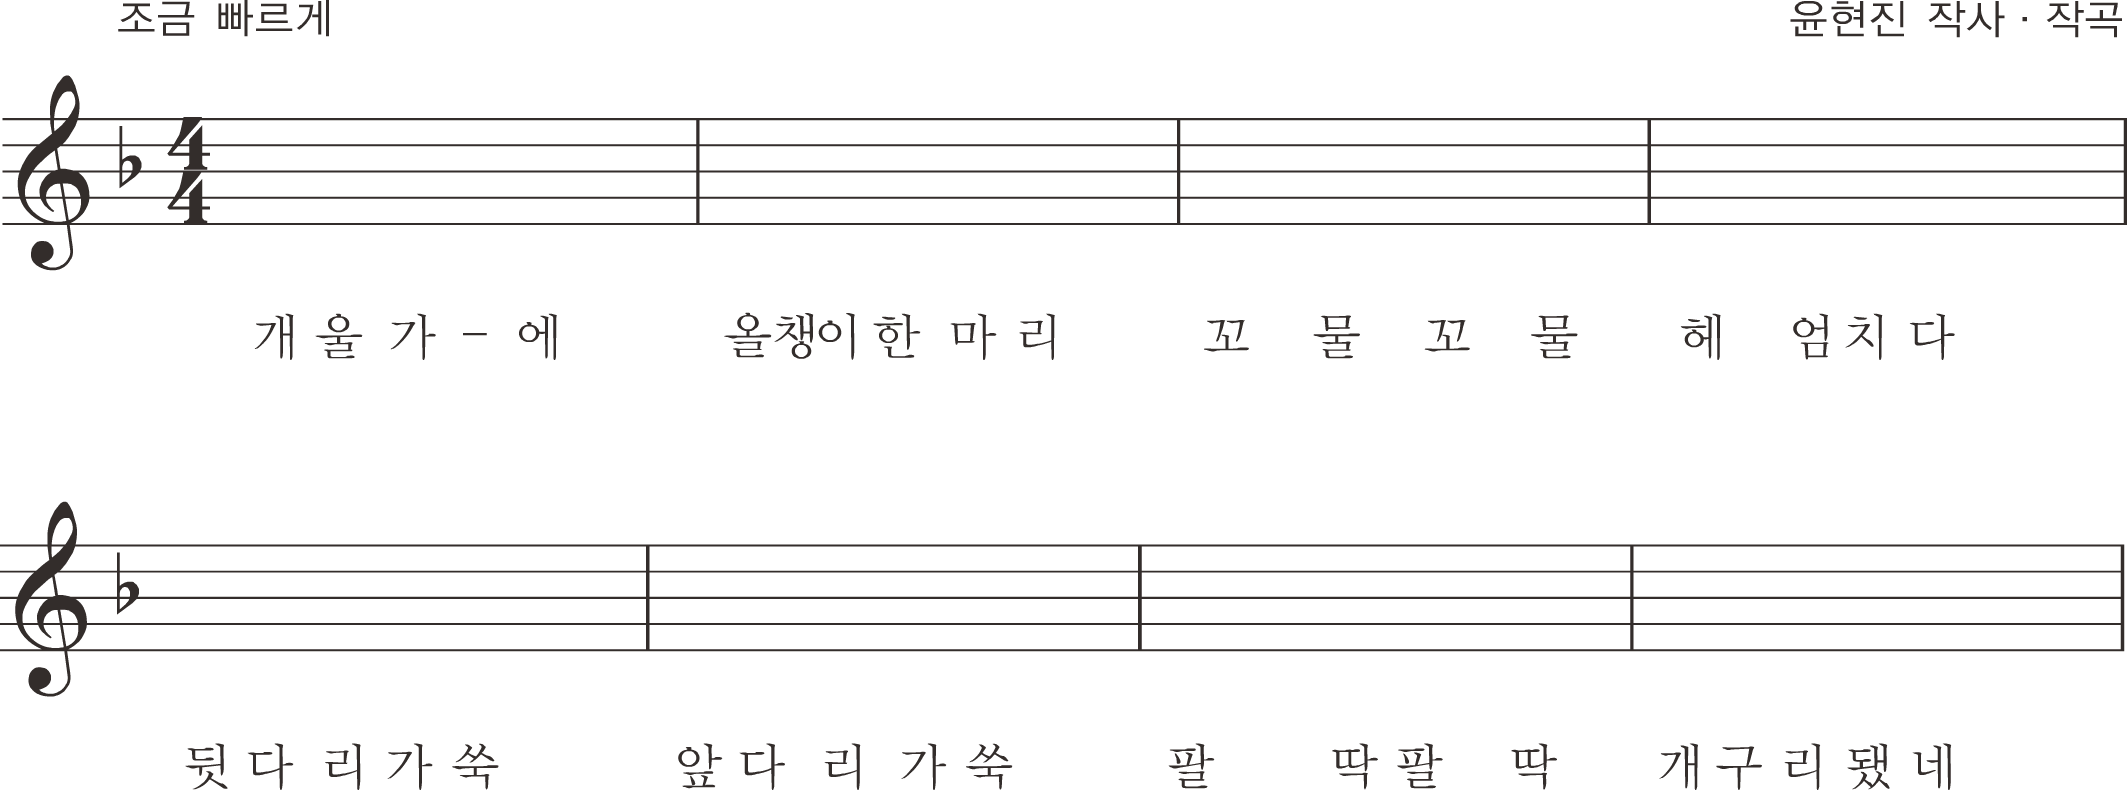 조금 빠르게
윤현진 작사 · 작곡
4
4
개 울 가 - 에 올챙이 한 마 리 꼬 물 꼬 물 헤 엄 치 다
뒷 다 리 가 쑥 앞 다 리 가 쑥 팔 딱 팔 딱 개 구 리 됐 네